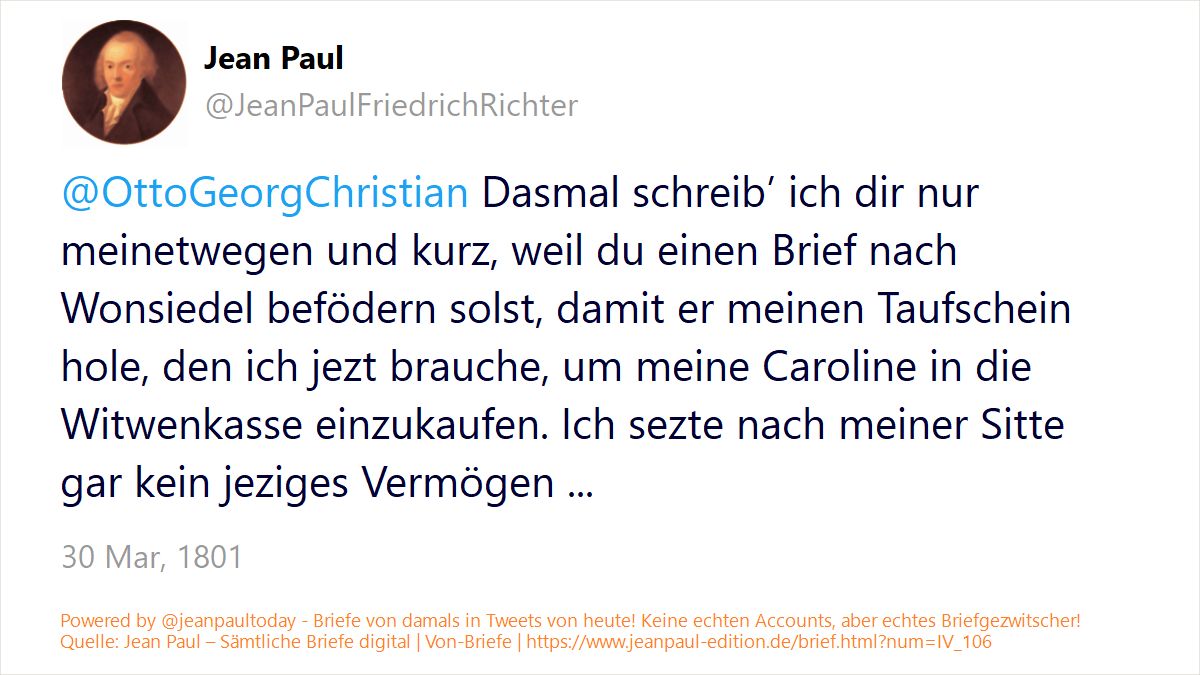 Jean Paul
@JeanPaulFriedrichRichter
@OttoGeorgChristian Dasmal schreib’ ich dir nur
meinetwegen und kurz, weil du einen Brief nach
Wonsiedel befödern solst, damit er meinen Taufschein
hole, den ich jezt brauche, um meine Caroline in die
Witwenkasse einzukaufen. Ich sezte nach meiner Sitte
gar kein jeziges Vermögen ...
30 Mar, 1801
Powered by @jeanpaultoday - Briefe von damals in Tweets von heute! Keine echten Accounts, aber echtes Briefgezwitscher!
Quelle: Jean Paul – Sämtliche Briefe digital | Von-Briefe | https://www.jeanpaul-edition.de/brief.html?num=IV_106